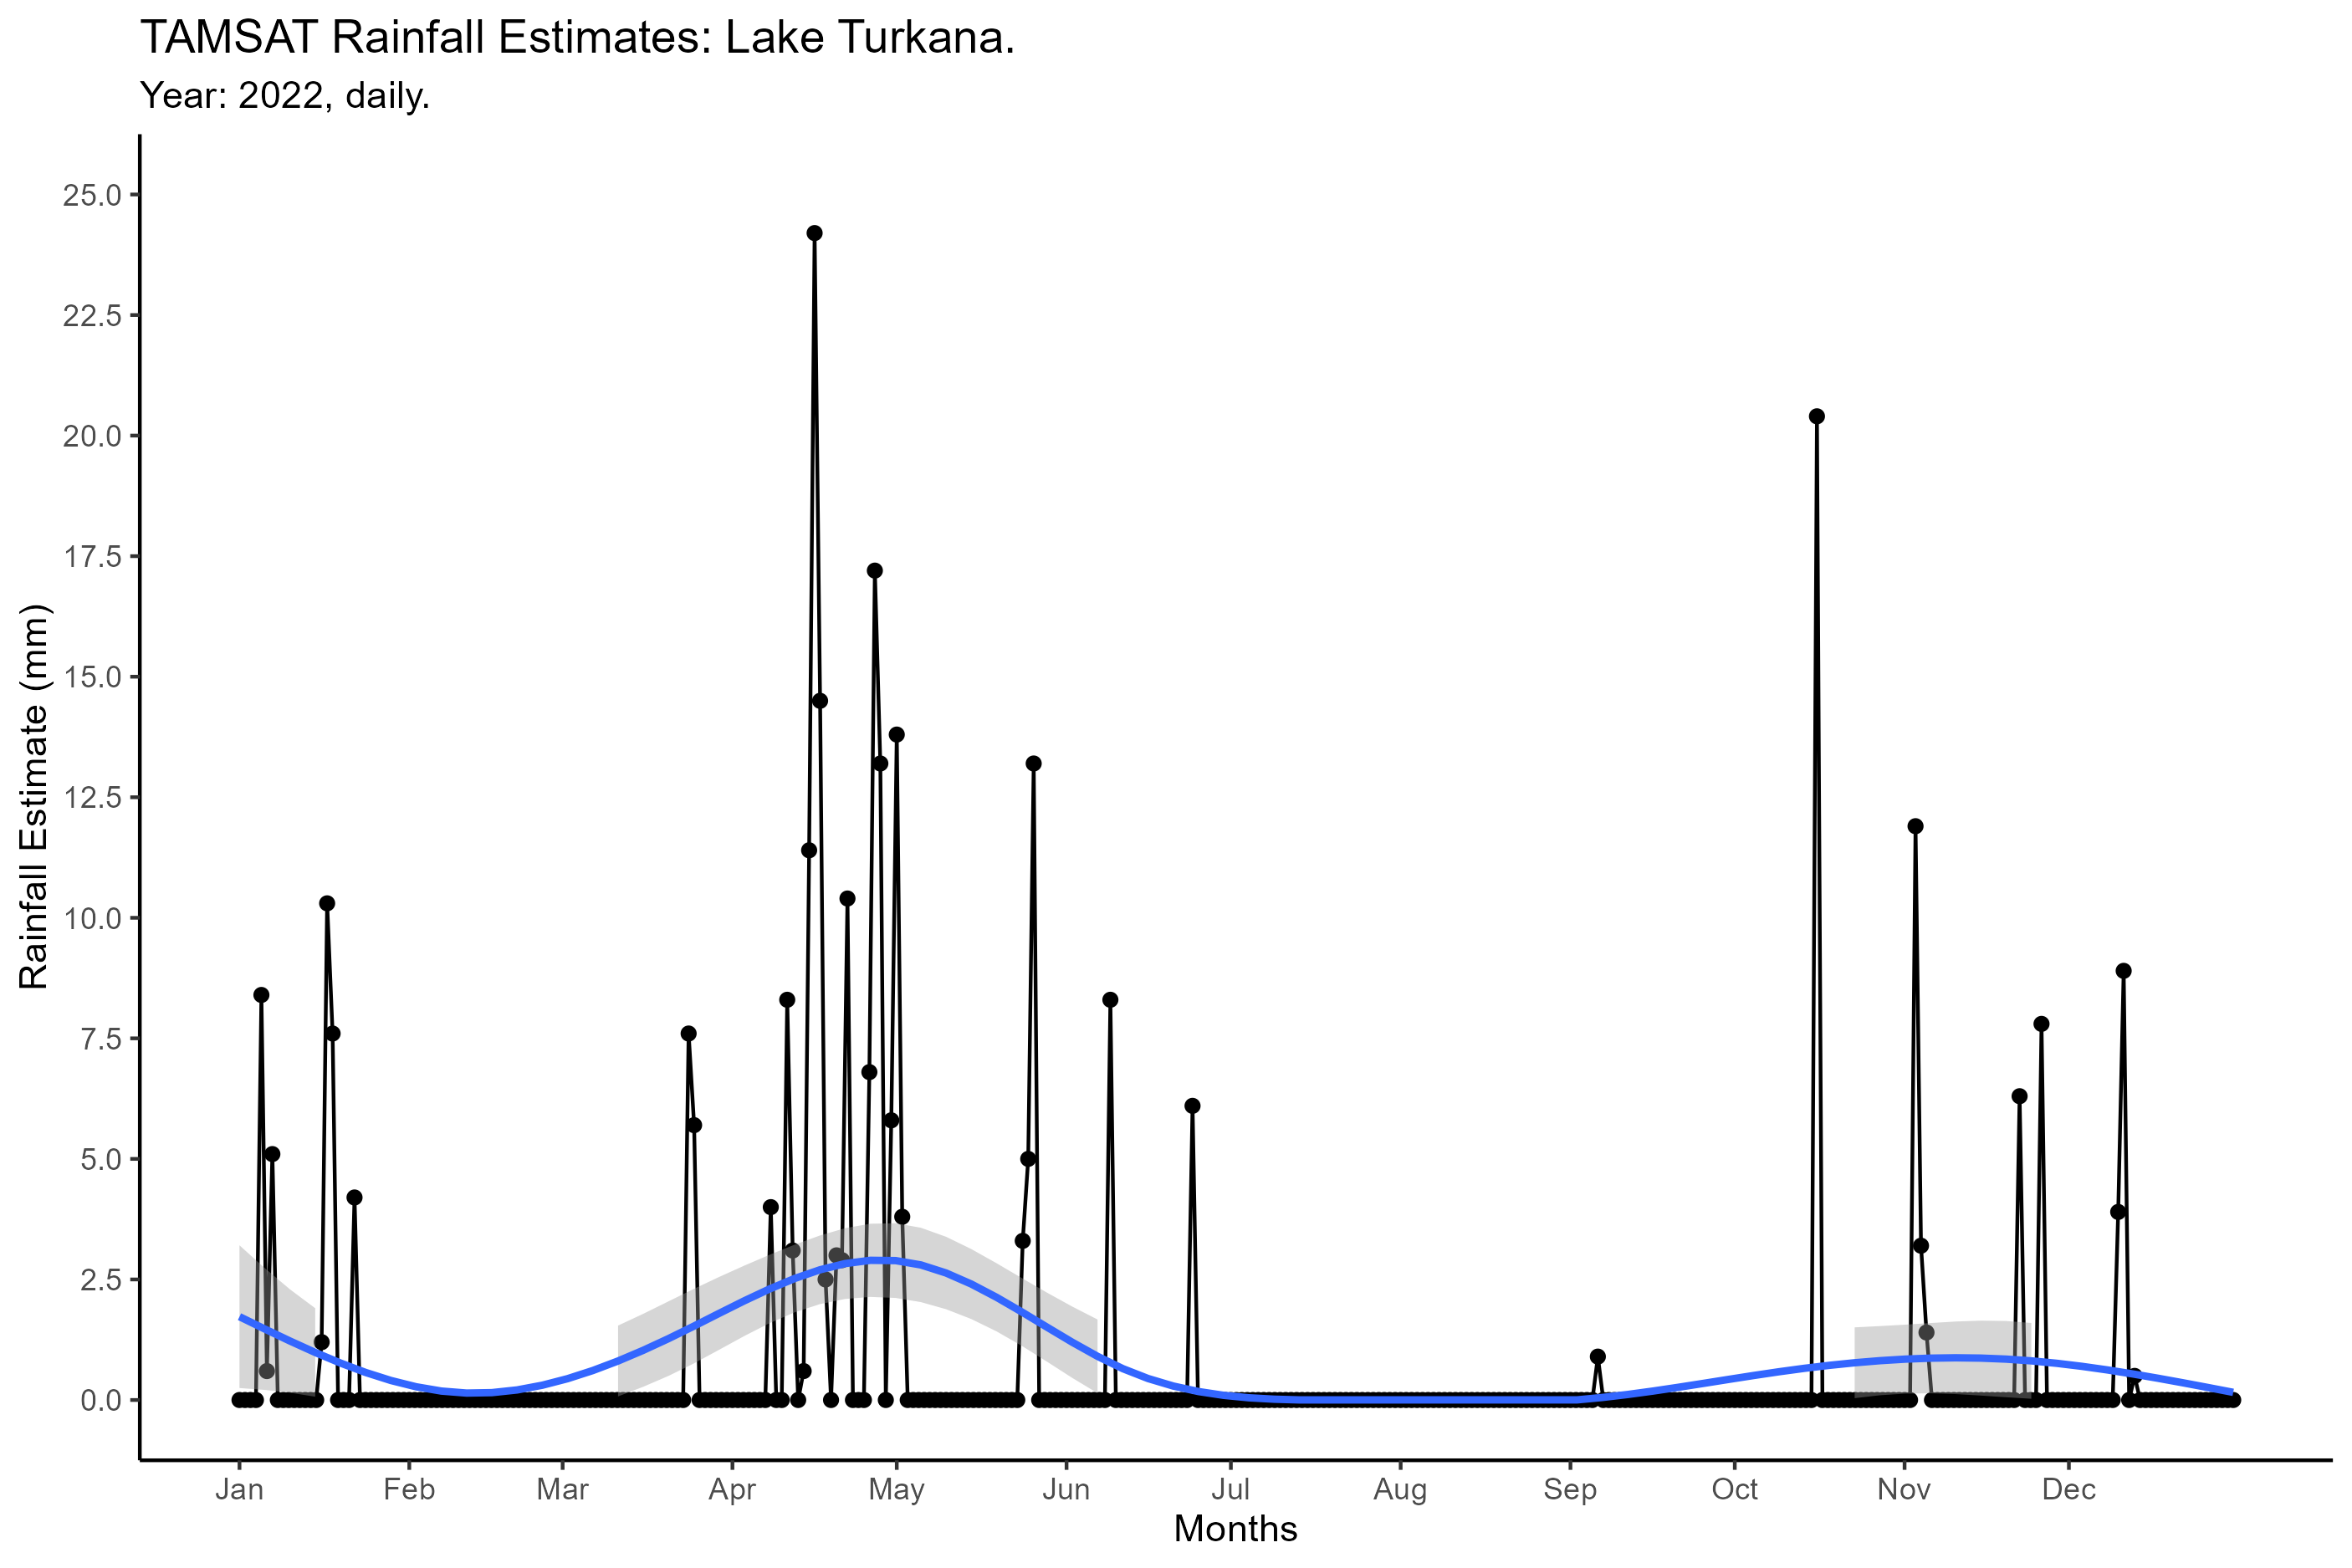 TAMSAT Rainfall Estimates: Lake Turkana.
Year: 2022, daily.
25.0
22.5
20.0
17.5
15.0
12.5
10.0
7.5
5.0
2.5
0.0
Rainfall Estimate (mm)
Jan Feb Mar Apr May Jun Jul Aug Sep Oct Nov Dec
Months